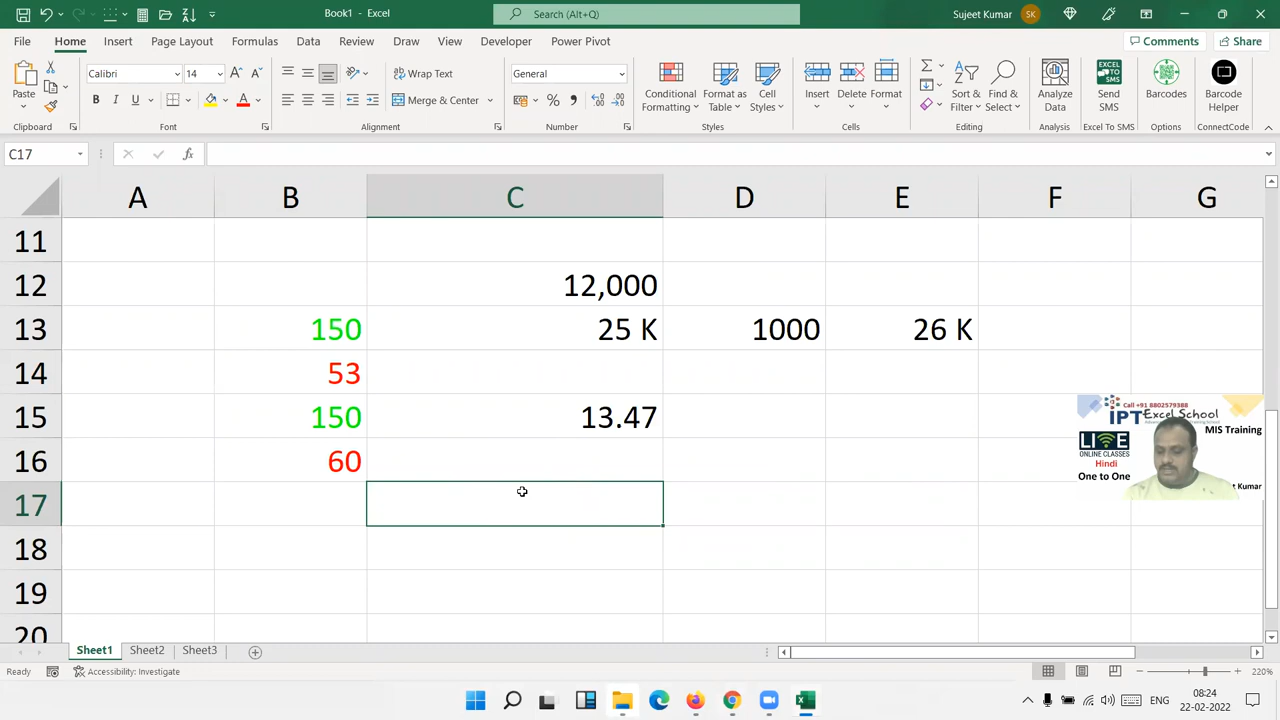 Book1 - Excel
Search (Alt+Q)
Sujeet Kumar
SK
File Home Insert Page Layout Formulas Data Review View Draw Developer Power Pivot
Comments
Share
Paste
Calibri
14
Wrap Text
Merge & Center
General
Conditional Formatting
Format as Table
Cell Styles
Insert
Delete
Format
Sort & Filter
Find & Select
Analyze Data
Send SMS
Barcodes
Barcode Helper
Clipboard
Font
Alignment
Number
Styles
Cells
Editing
Analysis
Excel To SMS
Options
ConnectCode
C17
A B C D E F G
11
12 12,000
13 150 25 K 1000 26 K
14 53
15 150 13.47
16 60
17
18
19
20
Call +91 8802579388
IPT Excel School
MIS Training
LIVE
ONLINE CLASSES
Hindi
One to One
t Kumar
Sheet1 Sheet2 Sheet3
Ready
Accessibility: Investigate
220%
ENG
08:24
22-02-2022